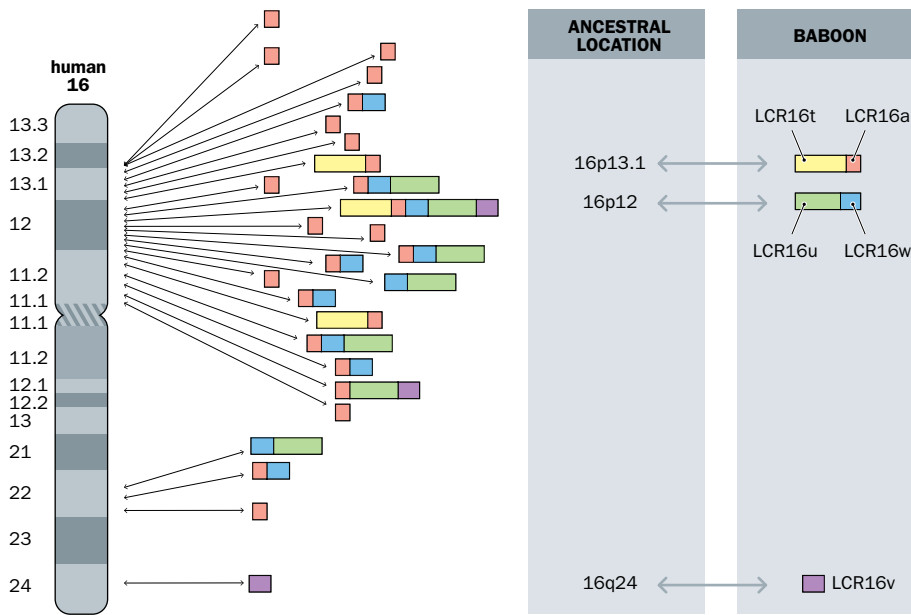 human
16
13.3
13.2
13.1
12
11.2
11.1
11.1
11.2
12.1
12.2
13
21
22
23
24
ANCESTRAL
LOCATION
16p13.1
16p12
16q24
BABOON
LCR16t
LCR16a
LCR16u
LCR16w
LCR16v